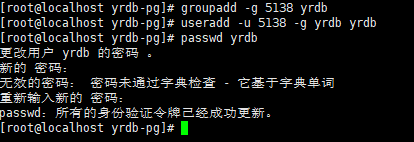 [root@localhost yrdb-pg]# groupadd -g 5138 yrdb
[root@localhost yrdb-pg]# useradd -u 5138 -g yrdb yrdb
[root@localhost yrdb-pg]# passwd yrdb
更改用户 yrdb 的密码 。
新的 密码：
无效的密码： 密码未通过字典检查 - 它基于字典单词
重新输入新的 密码：
passwd：所有的身份验证令牌已经成功更新。
[root@localhost yrdb-pg]#